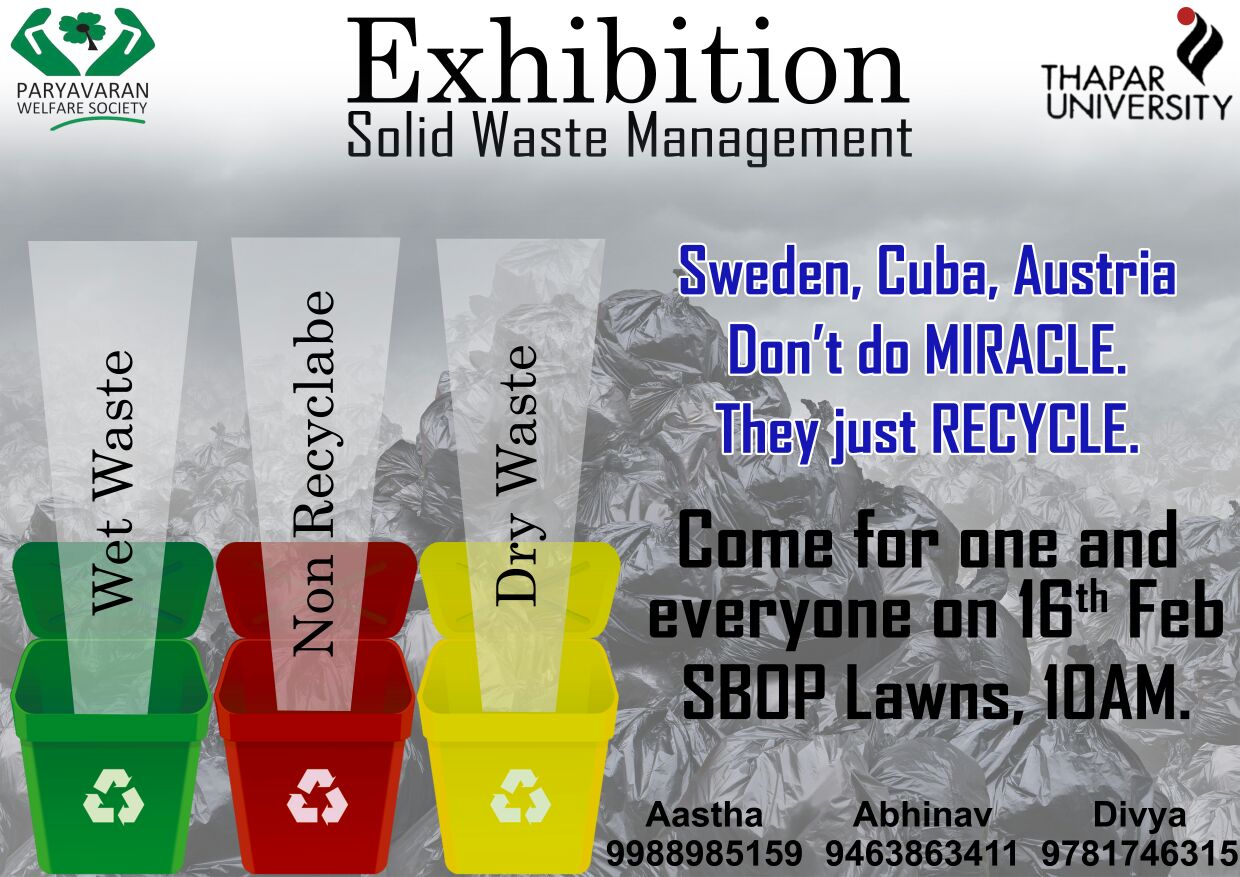 PARYAVARAN
WELFARE SOCIETY
Exhibition
Solid Waste Management
THAPAR
UNIVERSITY
Wet Waste
Non Recyclabe
Dry Waste
Sweden, Cuba, Austria
Don't do MIRACLE.
They just RECYCLE.
Come for one and
everyone on 16th Feb
SBOP Lawns, 10AM.
Aastha Abhinav Divya
9988985159 9463863411 9781746315